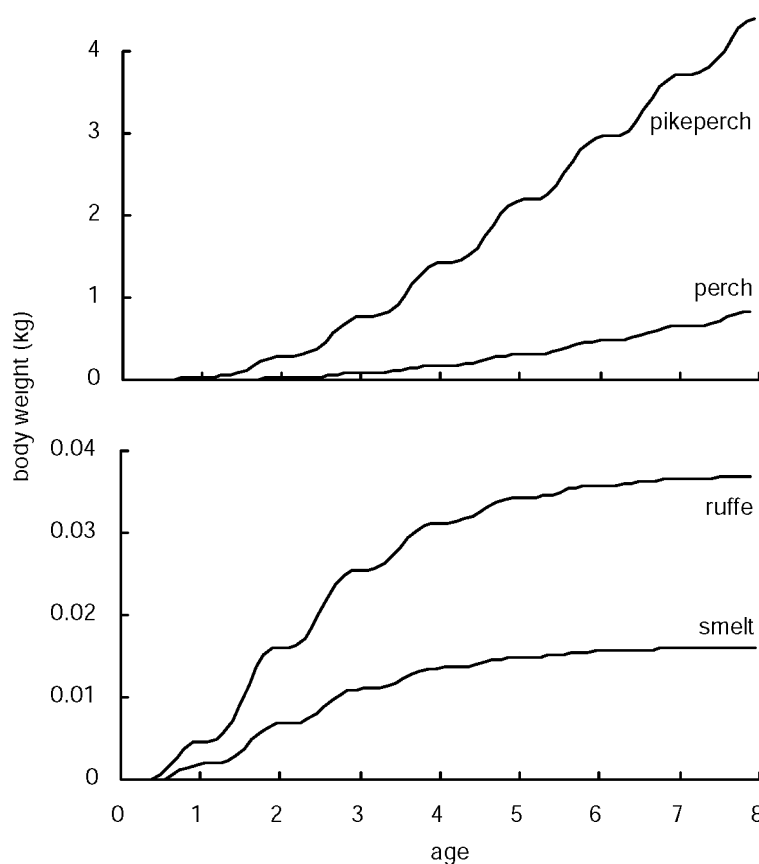 4
3
pikeperch
2
perch
1
0
body weight (kg)
0.04
ruffe
0.03
0.02
smelt
0.01
0
0 1 2 3 4 5 6 7 8
age